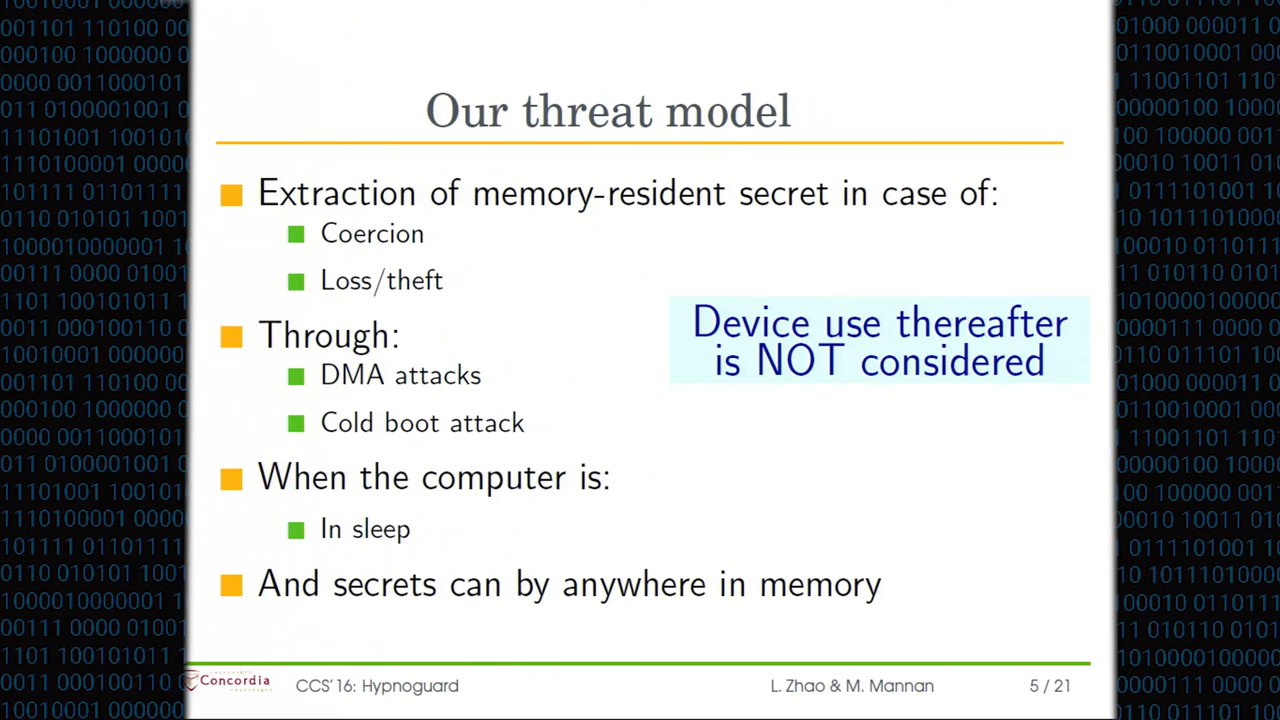 Our threat model
Extraction of memory-resident secret in case of:
Coercion
Loss/theft
Through:
DMA attacks
Cold boot attack
Device use thereafter
is NOT considered
When the computer is:
In sleep
And secrets can by anywhere in memory
Concordia
CCS'16: Hypnoguard
L. Zhao & M. Mannan
5 / 21